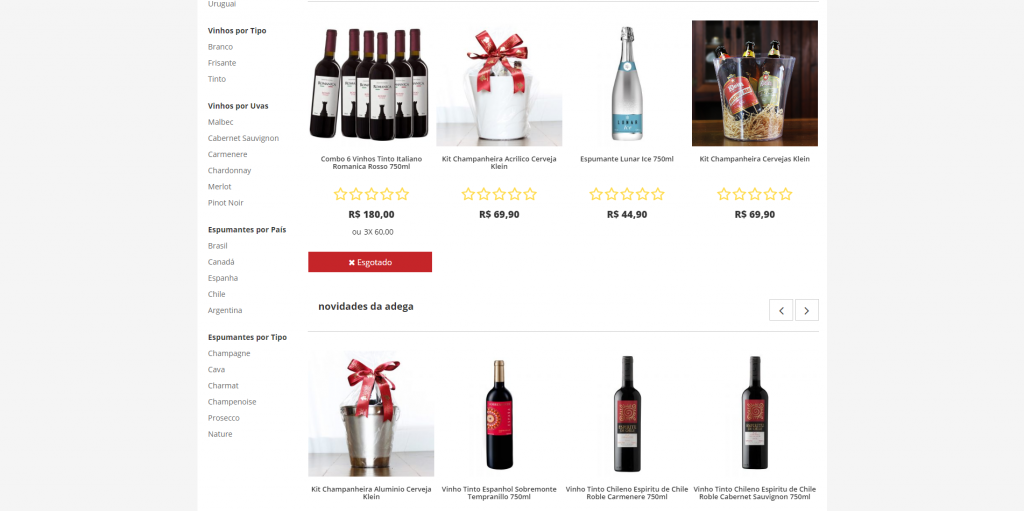 Uruguai
Vinhos por Tipo
Branco
Frisante
Tinto
Vinhos por Uvas
Malbec
Cabernet Sauvignon
Carmenere
Chardonnay
Merlot
Pinot Noir
Espumantes por País
Brasil
Canadá
Espanha
Chile
Argentina
Espumantes por Tipo
Champagne
Cava
Charmat
Champenoise
Prosecco
Nature
Combo 6 Vinhos Tinto Italiano
Romanica Rosso 750ml
R$ 180,00
ou 3X 60,00
Esgotado
Kit Champanheira Acrilico Cerveja
Klein
R$ 69,90
LUNAR
Espumante Lunar Ice 750ml
R$ 44,90
Kit Champanheira Cervejas Klein
R$ 69,90
novidades da adega
Kit Champanheira Aluminio Cerveja
Klein
Vinho Tinto Espanhol Sobremonte
Tempranillo 750ml
Vinho Tinto Chileno Espiritu de Chile
Roble Carmenere 750ml
Vinho Tinto Chileno Espiritu de Chile
Roble Cabernet Sauvignon 750ml